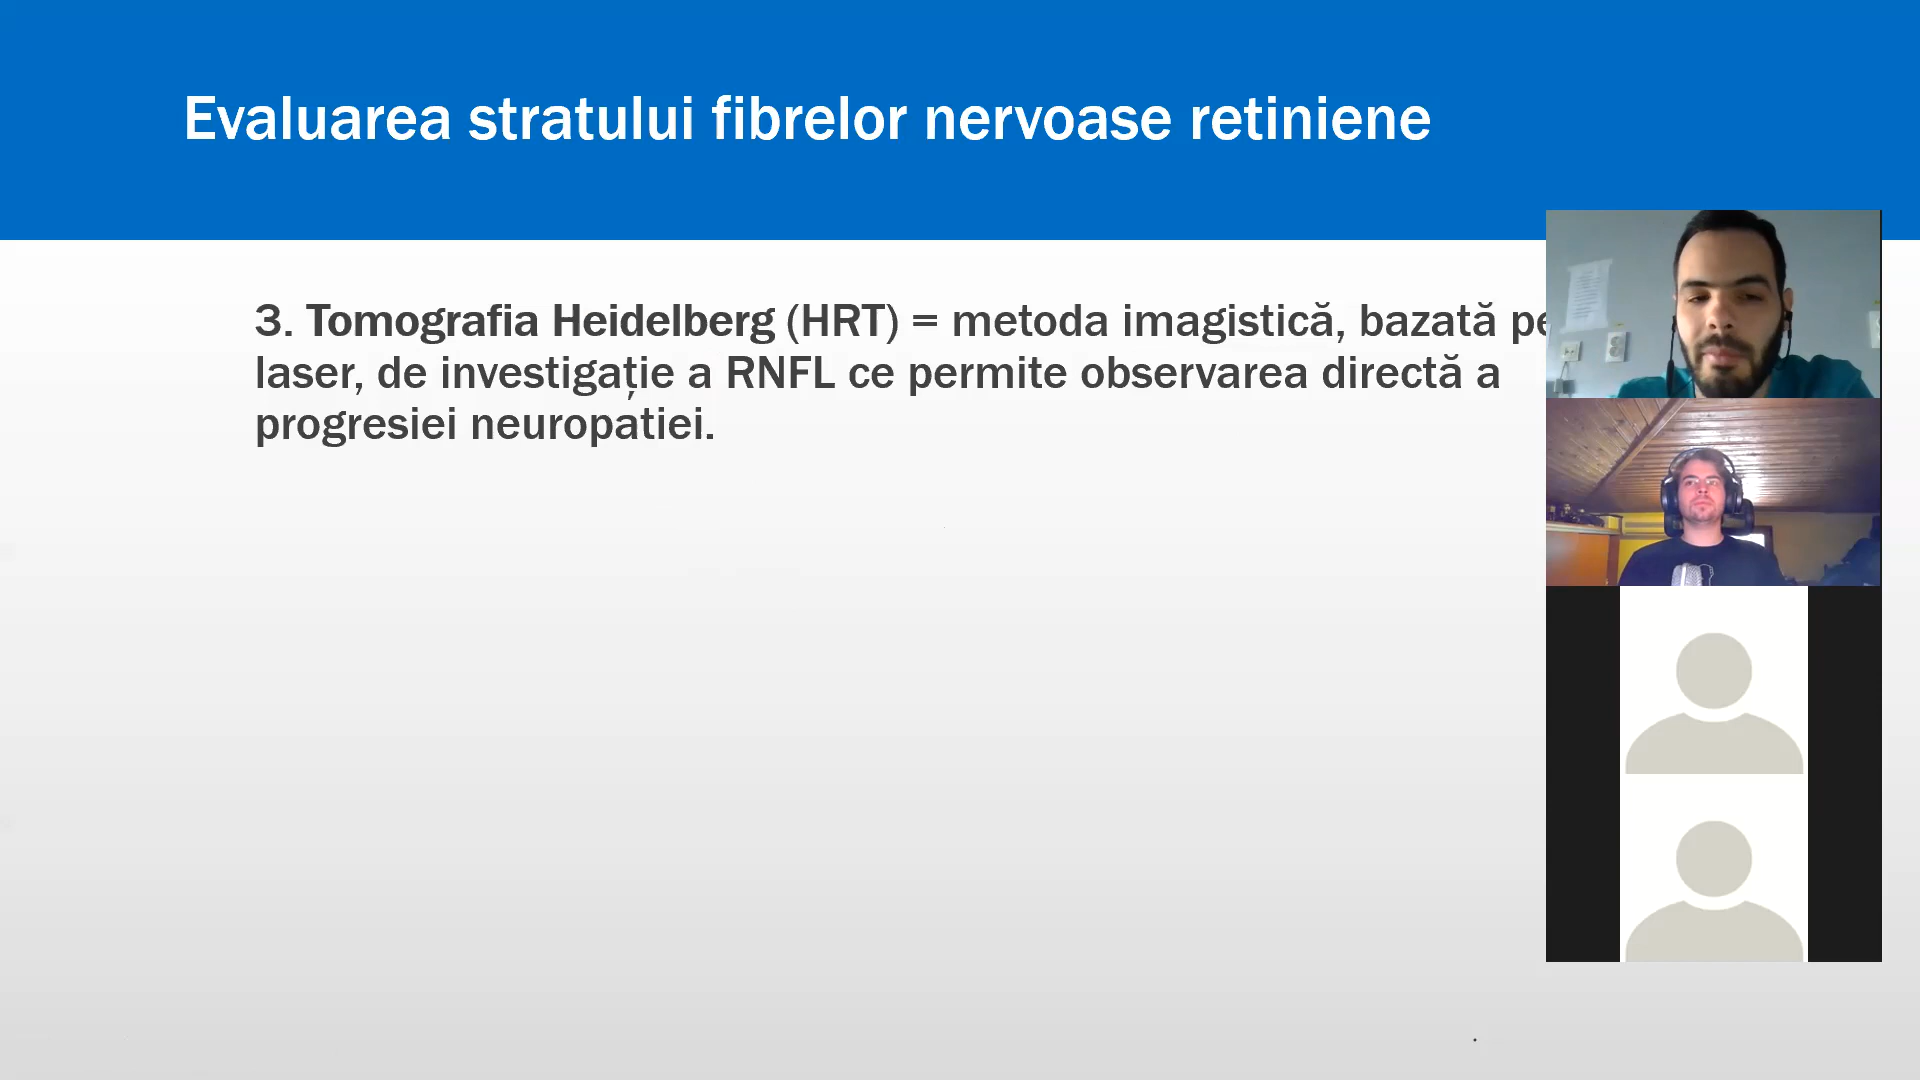 Evaluarea stratului fibrelor nervoase retiniene
3. Tomografia Heidelberg (HRT) = metoda imagistică, bazată pe
laser, de investigație a RNFL ce permite observarea directă a
progresiei neuropatiei.